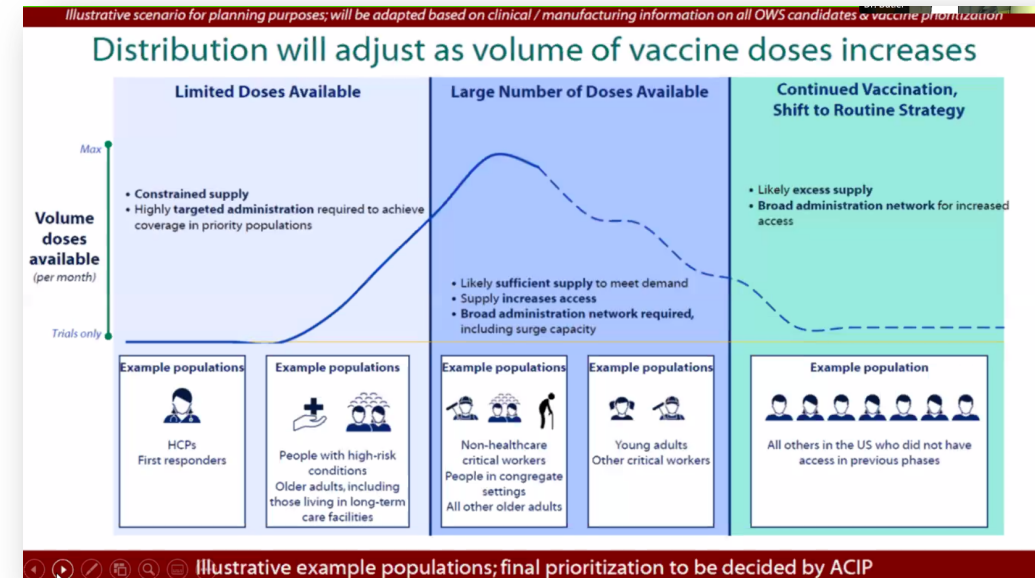 Illustrative scenario for planning purposes; will be adapted based on clinical / manufacturing information on all OWS candidates & vaccine prioritization
Distribution will adjust as volume of vaccine doses increases
Limited Doses Available
Large Number of Doses Available
Continued Vaccination,
Shift to Routine Strategy
Max
Volume
doses
available
(per month)
Trials only
• Constrained supply
• Highly targeted administration required to achieve
coverage in priority populations
• Likely sufficient supply to meet demand
• Supply increases access
• Broad administration network required,
including surge capacity
• Likely excess supply
• Broad administration network for increased
access
Example populations
HCPs
First responders
Example populations
People with high-risk
conditions
Older adults, including
those living in long-term
care facilities
Example populations
Non-healthcare
critical workers
People in congregate
settings
All other older adults
Example populations
Young adults
Other critical workers
Example population
All others in the US who did not have
access in previous phases
Illustrative example populations; final prioritization to be decided by ACIP